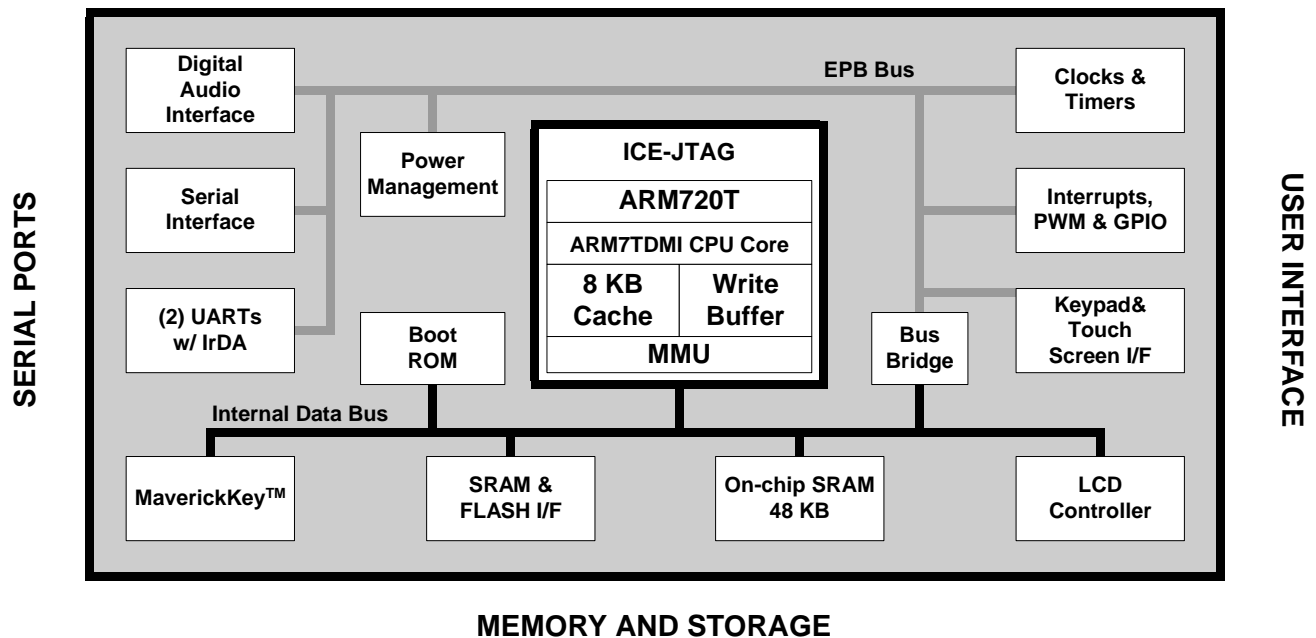 Digital
Audio
Interface
EPB Bus
Clocks &
Timers
ICE-JTAG
Power
Management
ARM720T
Serial
Interface
Interrupts,
PWM & GPIO
ARM7TDMI CPU Core
8 KB
Cache
Write
Buffer
MMU
(2) UARTs
w/ IrDA
Boot
ROM
Bus
Bridge
Keypad&
Touch
Screen I/F
Internal Data Bus
MaverickKey™
SRAM &
FLASH I/F
On-chip SRAM
48 KB
LCD
Controller
SERIAL PORTS
USER INTERFACE
MEMORY AND STORAGE